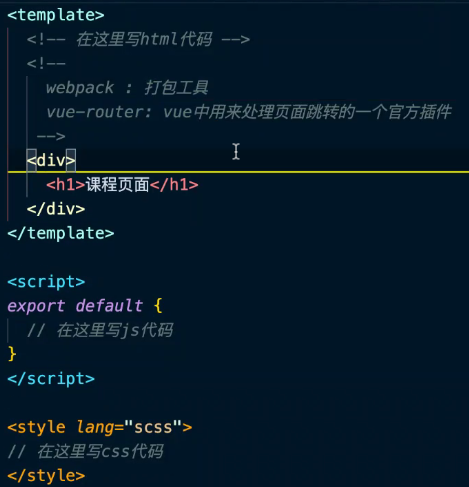 <template>
<!-- 在这里写html代码 -->
<!--
webpack : 打包工具
vue-router: vue中用来处理页面跳转的一个官方插件
-->
<div>
<h1>课程页面</h1>
</div>
</template>
<script>
export default {
// 在这里写js代码
}
</script>
<style lang="scss">
// 在这里写css代码
</style>